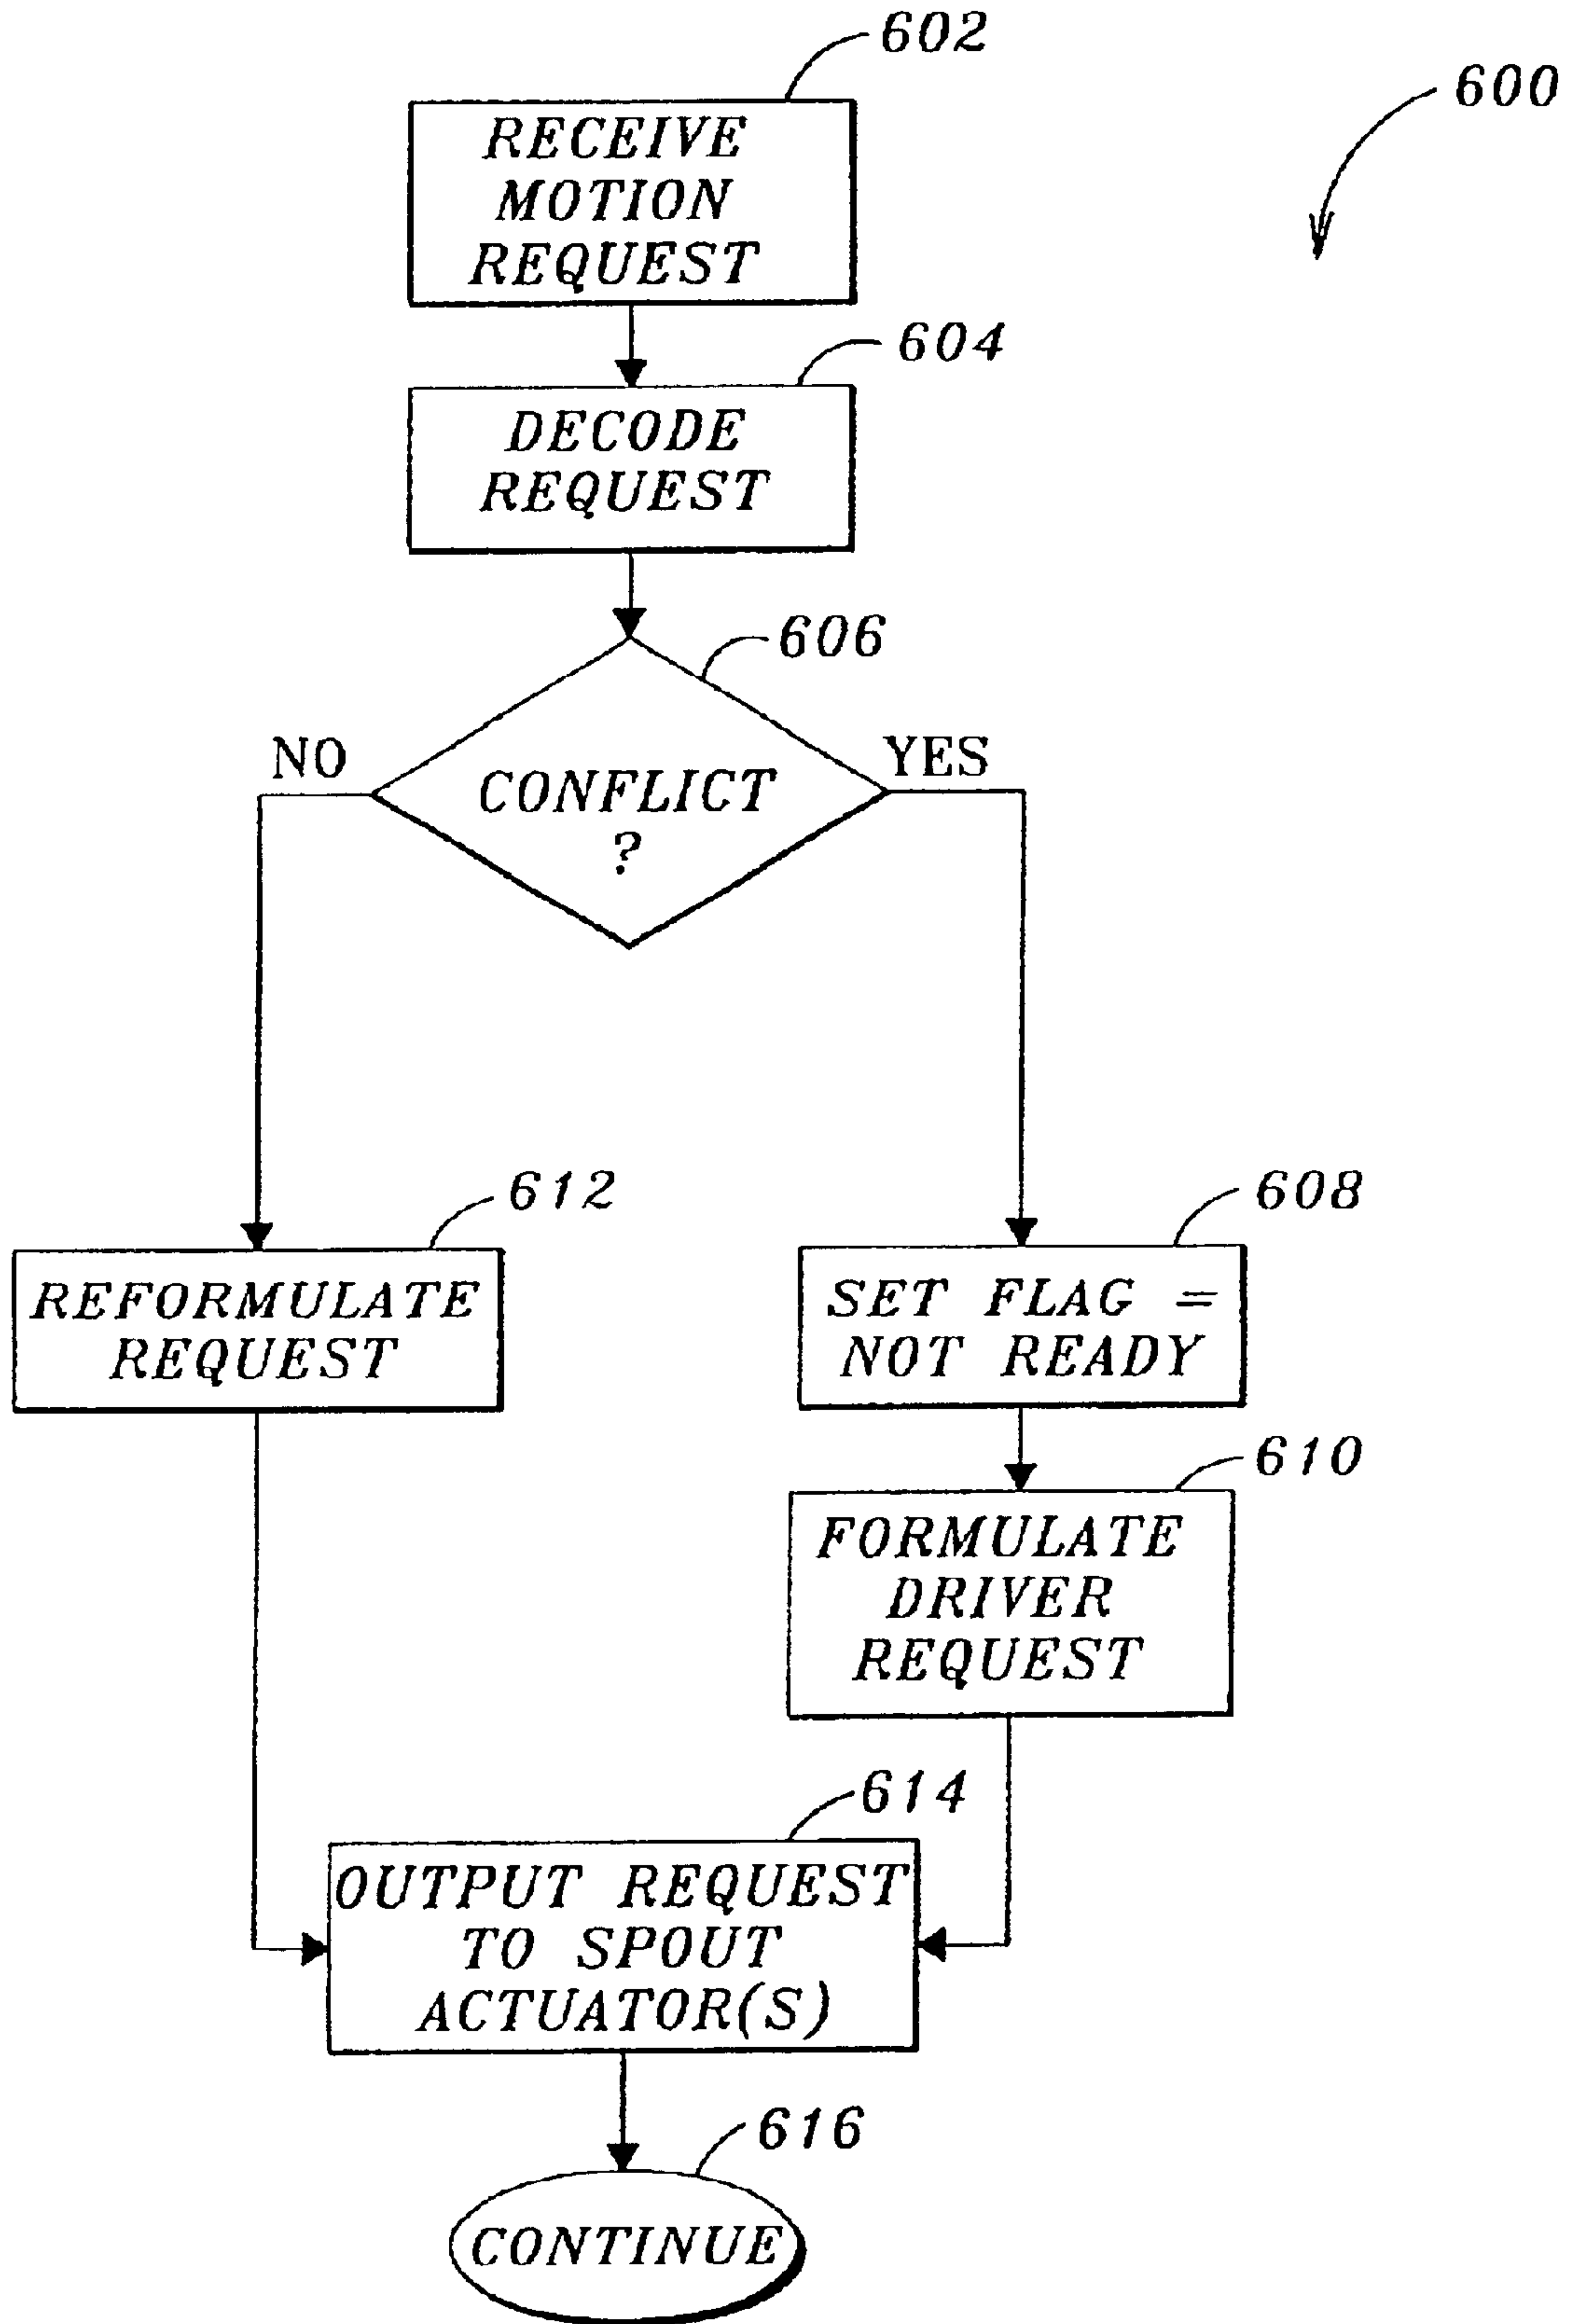 602
600
RECEIVE
MOTION
REQUEST
604
DECODE
REQUEST
606
NO
YES
CONFLICT
?
612
608
REFORMULATE
REQUEST
SET FLAG =
NOT READY
610
FORMULATE
DRIVER
REQUEST
614
OUTPUT REQUEST
TO SPOUT
ACTUATOR(S)
616
CONTINUE